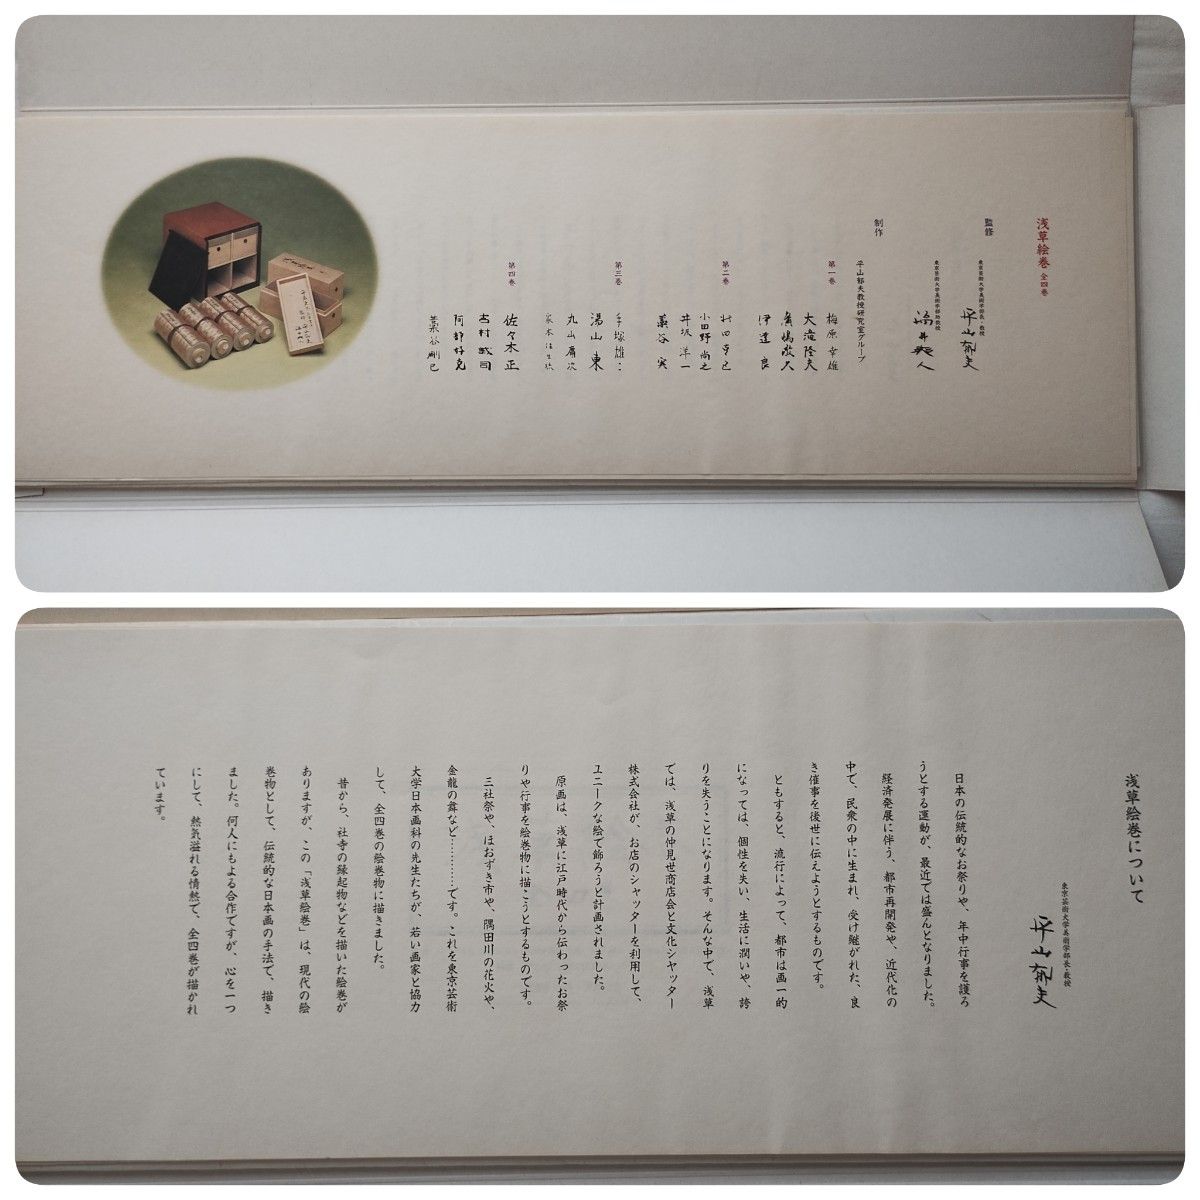 浅草絵巻 全四巻
監修
東京芸術大学美術学部長・教授
平山郁夫
東京芸術大学美術学部助教授
制作
平山郁夫教授研究室グループ
第一巻
梅原幸雄
大滝隆夫
伊達良
第二巻
小田野尚之
井坂洋一
藁谷実
第三巻
手塚雄二
湯山東
第四巻
佐々木正
吉村誠司
阿部好克
藁谷剛巳
浅草絵巻について
東京芸術大学美術学部長・教授
平山郁夫
日本の伝統的なお祭りや、年中行事を護ろ
うとする運動が、最近では盛んとなりました。
経済発展に伴う、都市再開発や、近代化の
中で、民衆の中に生まれ、受け継がれた、良
き催事を後世に伝えようとするものです。
ともすると、流行によって、都市は画一的
になっては、個性を失い、生活に潤いや、誇
りを失うことになります。そんな中で、浅草
では、浅草の仲見世商店会と文化シヤッター
株式会社が、お店のシャッターを利用して、
ユニークな絵で飾ろうと計画されました。
原画は、浅草に江戸時代から伝わったお祭
りや行事を絵巻物に描こうとするものです。
三社祭や、ほおずき市や、隅田川の花火や、
金龍の舞など…………です。これを東京芸術
大学日本画科の先生たちが、若い画家と協力
して、全四巻の絵巻物に描きました。
昔から、社寺の縁起物などを描いた絵巻が
ありますが、この「浅草絵巻」は、現代の絵
巻物として、伝統的な日本画の手法で、描き
ました。何人にもよる合作ですが、心を一つ
にして、熱気溢れる情熱で、全四巻が描かれ
ています。